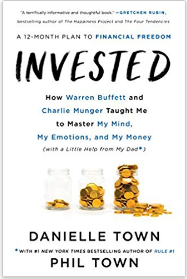 "A terrifically informative and thoughtful book." —GRETCHEN RUBIN,
bestselling author of The Happiness Project and The Four Tendencies
A 12-MONTH PLAN TO FINANCIAL FREEDOM
INVESTED
How Warren Buffett and
Charlie Munger Taught Me
to Master My Mind,
My Emotions, and My Money
(with a Little Help from My Dad*)
DANIELLE TOWN
*WITH #1 NEW YORK TIMES BESTSELLING AUTHOR OF RULE #1
PHIL TOWN